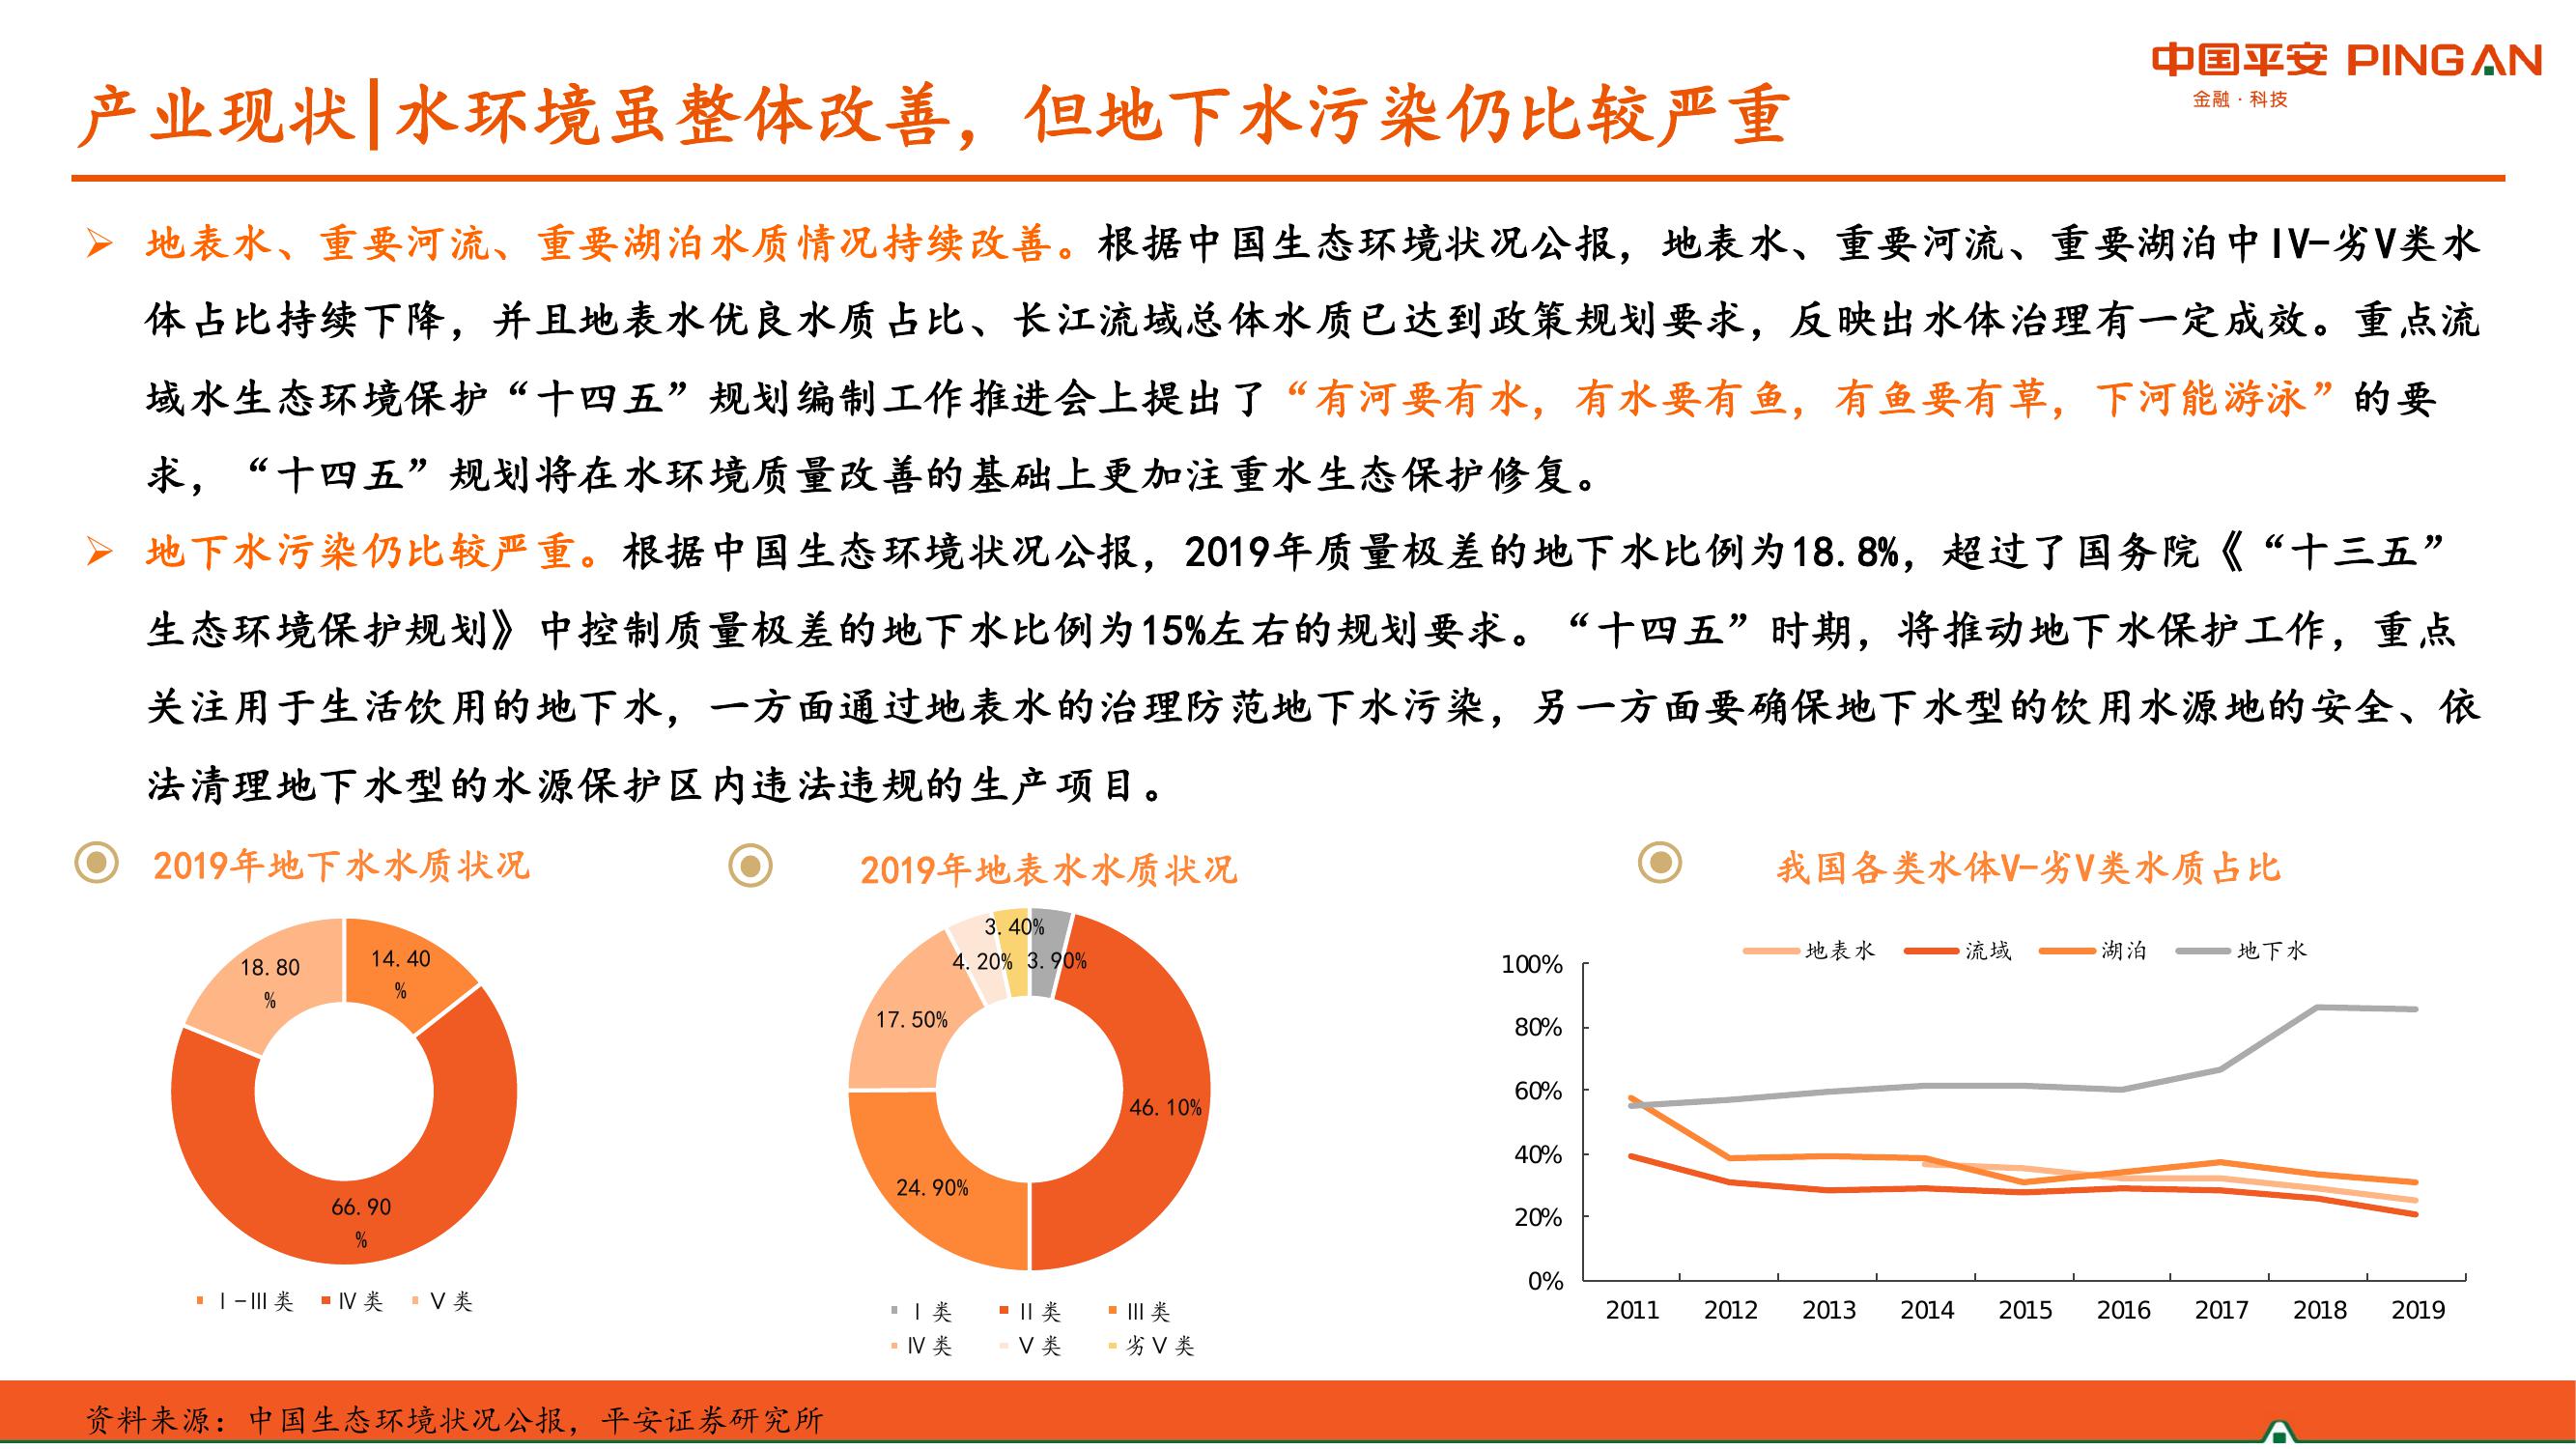 中国平安 PINGAN
金融·科技
产业现状|水环境虽整体改善，但地下水污染仍比较严重
地表水、重要河流、重要湖泊水质情况持续改善。根据中国生态环境状况公报，地表水、重要河流、重要湖泊中IV-劣V类水
体占比持续下降，并且地表水优良水质占比、长江流域总体水质已达到政策规划要求，反映出水体治理有一定成效。重点流
域水生态环境保护“十四五”规划编制工作推进会上提出了“有河要有水，有水要有鱼，有鱼要有草，下河能游泳”的要
求，“十四五”规划将在水环境质量改善的基础上更加注重水生态保护修复。
地下水污染仍比较严重。根据中国生态环境状况公报，2019年质量极差的地下水比例为18.8%，超过了国务院《“十三五”
生态环境保护规划》中控制质量极差的地下水比例为15%左右的规划要求。“十四五”时期，将推动地下水保护工作，重点
关注用于生活饮用的地下水，一方面通过地表水的治理防范地下水污染，另一方面要确保地下水型的饮用水源地的安全、依
法清理地下水型的水源保护区内违法违规的生产项目。
2019年地下水水质状况
18.80
%
14.40
%
66.90
%
I-III类 IV类 V类
2019年地表水水质状况
3.40%
4.20% 3.90%
17.50%
46.10%
24.90%
I类 II类 III类
IV类 V类 劣V类
我国各类水体V-劣V类水质占比
地表水 流域 湖泊 地下水
100%
80%
60%
40%
20%
0%
2011 2012 2013 2014 2015 2016 2017 2018 2019
资料来源：中国生态环境状况公报，平安证券研究所